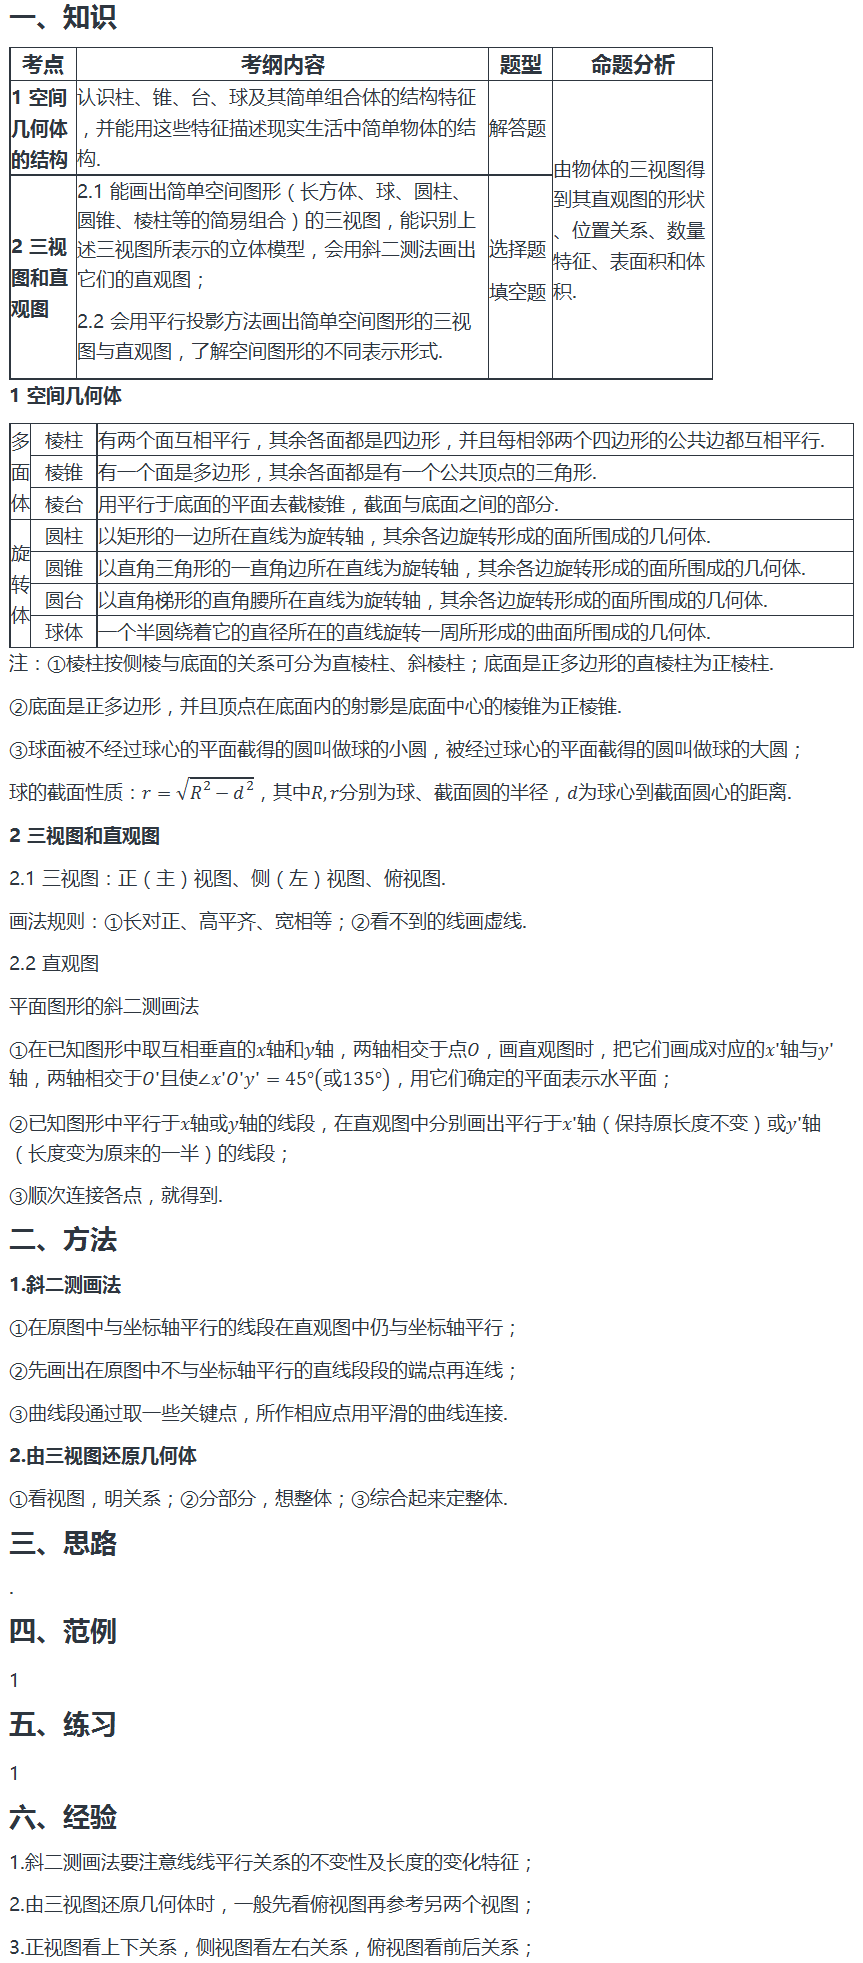 一、知识
考点 考纲内容 题型 命题分析
1 空间几何体的结构
认识柱、锥、台、球及其简单组合体的结构特征
，并能用这些特征描述现实生活中简单物体的结
构.
解答题
由物体的三视图得
到其直观图的形状
、位置关系、数量
特征、表面积和体
积.
2 三视图和直观图
2.1 能画出简单空间图形（长方体、球、圆柱、
圆锥、棱柱等的简易组合）的三视图，能识别上
述三视图所表示的立体模型，会用斜二测法画出
它们的直观图；
2.2 会用平行投影方法画出简单空间图形的三视
图与直观图，了解空间图形的不同表示形式.
选择题
填空题
1 空间几何体
多面体
棱柱 有两个面互相平行，其余各面都是四边形，并且每相邻两个四边形的公共边都互相平行.
棱锥 有一个面是多边形，其余各面都是有一个公共顶点的三角形.
棱台 用平行于底面的平面去截棱锥，截面与底面之间的部分.
旋转体
圆柱 以矩形的一边所在直线为旋转轴，其余各边旋转形成的面所围成的几何体.
圆锥 以直角三角形的一直角边所在直线为旋转轴，其余各边旋转形成的面所围成的几何体.
圆台 以直角梯形的直角腰所在直线为旋转轴，其余各边旋转形成的面所围成的几何体.
球体 一个半圆绕着它的直径所在的直线旋转一周所形成的曲面所围成的几何体.
注：①棱柱按侧棱与底面的关系可分为直棱柱、斜棱柱；底面是正多边形的直棱柱为正棱柱.
②底面是正多边形，并且顶点在底面内的射影是底面中心的棱锥为正棱锥.
③球面被不经过球心的平面截得的圆叫做球的小圆，被经过球心的平面截得的圆叫做球的大圆；
球的截面性质：r = √(R² − d²)，其中R,r分别为球、截面圆的半径，d为球心到截面圆心的距离.
2 三视图和直观图
2.1 三视图：正（主）视图、侧（左）视图、俯视图.
画法规则：①长对正、高平齐、宽相等；②看不到的线画虚线.
2.2 直观图
平面图形的斜二测画法
①在已知图形中取互相垂直的x轴和y轴，两轴相交于点O，画直观图时，把它们画成对应的x'轴与y'
轴，两轴相交于O'且使∠x'O'y' = 45°(或135°)，用它们确定的平面表示水平面；
②已知图形中平行于x轴或y轴的线段，在直观图中分别画出平行于x'轴（保持原长度不变）或y'轴
（长度变为原来的一半）的线段；
③顺次连接各点，就得到.
二、方法
1.斜二测画法
①在原图中与坐标轴平行的线段在直观图中仍与坐标轴平行；
②先画出在原图中不与坐标轴平行的直线段段的端点再连线；
③曲线段通过取一些关键点，所作相应点用平滑的曲线连接.
2.由三视图还原几何体
①看视图，明关系；②分部分，想整体；③综合起来定整体.
三、思路
.
四、范例
1
五、练习
1
六、经验
1.斜二测画法要注意线线平行关系的不变性及长度的变化特征；
2.由三视图还原几何体时，一般先看俯视图再参考另两个视图；
3.正视图看上下关系，侧视图看左右关系，俯视图看前后关系；